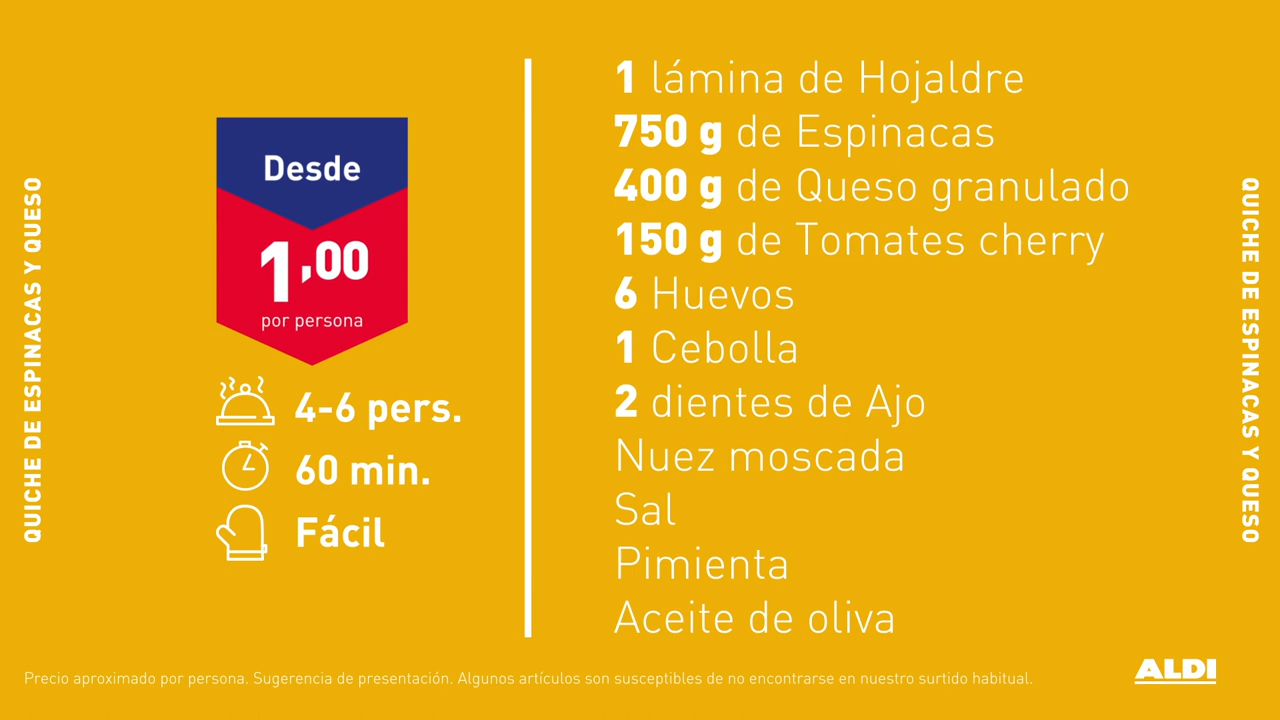 QUICHE DE ESPINACAS Y QUESO
Desde
1,00
por persona
4-6 pers.
60 min.
Fácil
1 lámina de Hojaldre
750 g de Espinacas
400 g de Queso granulado
150 g de Tomates cherry
6 Huevos
1 Cebolla
2 dientes de Ajo
Nuez moscada
Sal
Pimienta
Aceite de oliva
QUICHE DE ESPINACAS Y QUESO
Precio aproximado por persona. Sugerencia de presentación. Algunos artículos son susceptibles de no encontrarse en nuestro surtido habitual.
ALDI